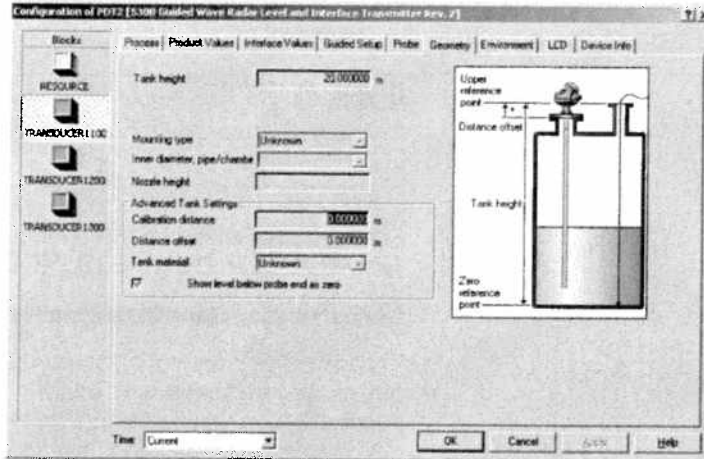 Configuration of PDT2 [5300 Guided Wave Radar Level and Interface Transmitter Rev. 2]
Blocks
RESOURCE
TRANSDUCER1100
TRANSDUCER1200
TRANSDUCER1300
Process Product Values Interface Values Guided Setup Probe Geometry Environment LCD Device Info
Tank height 20.000000 m
Mounting type Unknown
Inner diameter, pipe/chambe
Nozzle height
Advanced Tank Settings
Calibration distance 0.000000 m
Distance offset 0.000000 m
Tank material Unknown
Show level below probe end as zero
Upper reference point
Distance offset
Tank height
Zero reference point
Time: Current
OK Cancel Apply Help